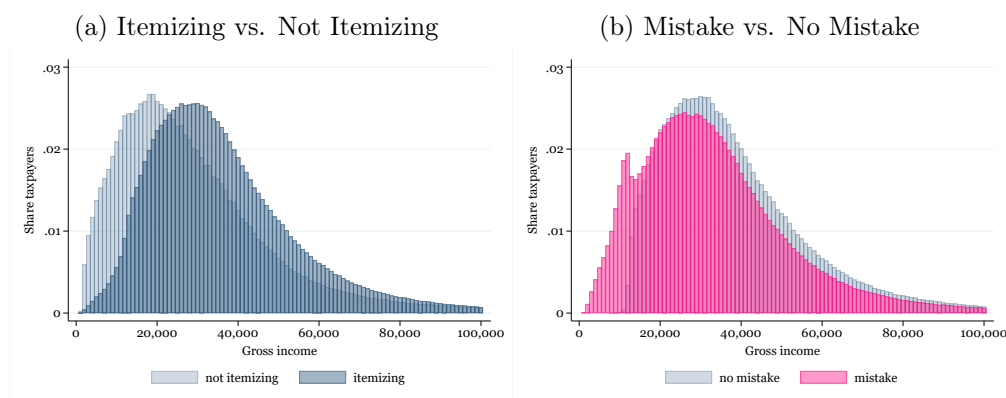 (a) Itemizing vs. Not Itemizing
.03
.02
.01
0
Share taxpayers
0 20,000 40,000 60,000 80,000 100,000
Gross income
not itemizing itemizing
(b) Mistake vs. No Mistake
.03
.02
.01
0
Share taxpayers
0 20,000 40,000 60,000 80,000 100,000
Gross income
no mistake mistake